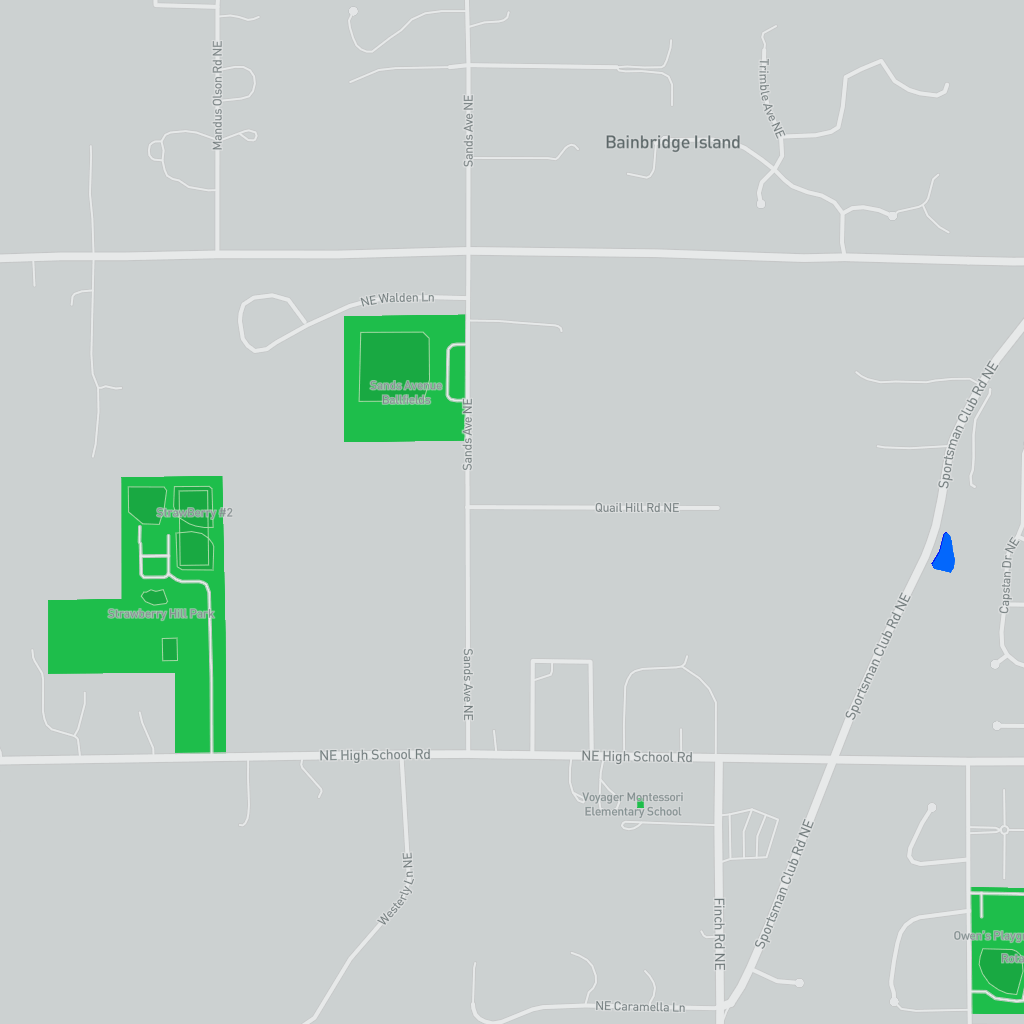 Mandus Olson Rd NE
Sands Ave NE
Trimble Ave NE
Bainbridge Island
NE Walden Ln
Sands Avenue
Ballfields
Sands Ave NE
Sportsman Club Rd NE
StrawBerry #2
Quail Hill Rd NE
Capstan Dr NE
Strawberry Hill Park
Sportsman Club Rd NE
Sands Ave NE
NE High School Rd
NE High School Rd
Voyager Montessori
Elementary School
Sportsman Club Rd NE
Westerly Ln NE
Finch Rd NE
NE Caramella Ln